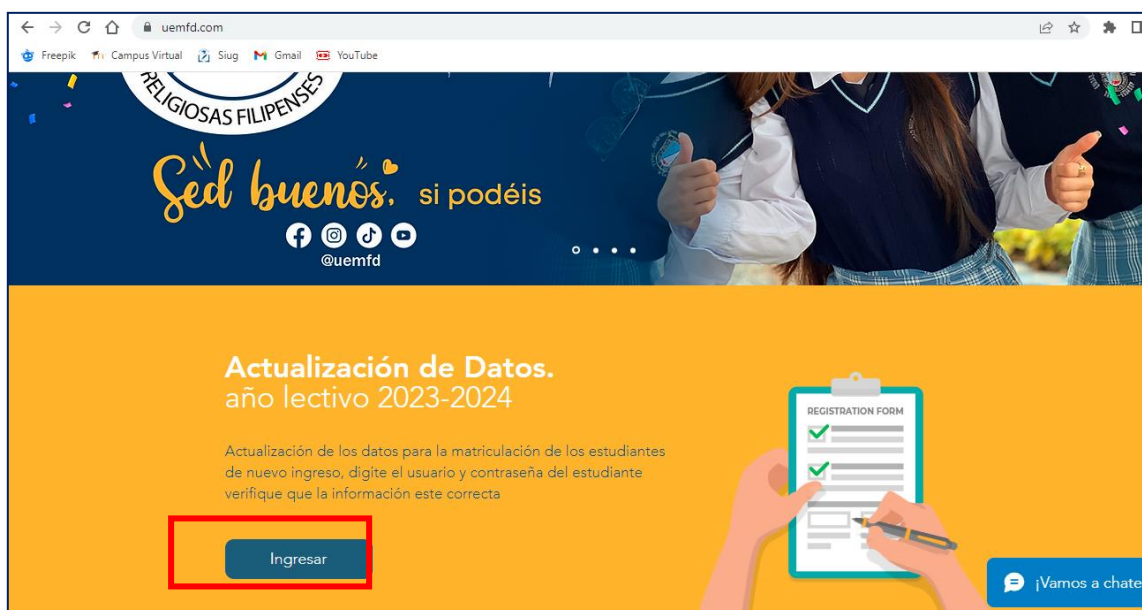 uemfd.com
Freepik Campus Virtual Siug Gmail YouTube
RELIGIOSAS FILIPENSES
Sed buenos, si podéis
@uemfd
Actualización de Datos.
año lectivo 2023-2024
Actualización de los datos para la matriculación de los estudiantes
de nuevo ingreso, digite el usuario y contraseña del estudiante
verifique que la información este correcta
Ingresar
REGISTRATION FORM
¡Vamos a chate